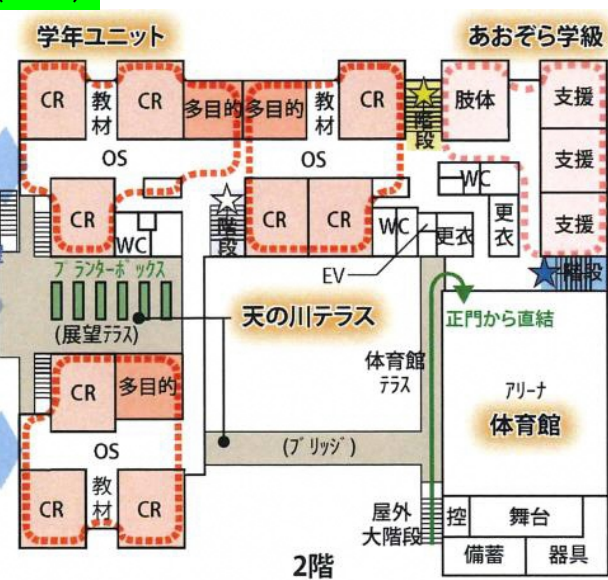 学年ユニット
あおぞら学級
CR
教材
CR
多目的
多目的
教材
CR
階段
肢体
支援
OS
OS
支援
WC
CR
WC
階段
CR
CR
WC
更衣
更衣
支援
EV
階段
プランターボックス
(展望テラス)
天の川テラス
正門から直結
体育館
テラス
アリーナ
体育館
CR
多目的
OS
(ブリッジ)
CR
教材
CR
屋外
大階段
控
舞台
備蓄
器具
2階